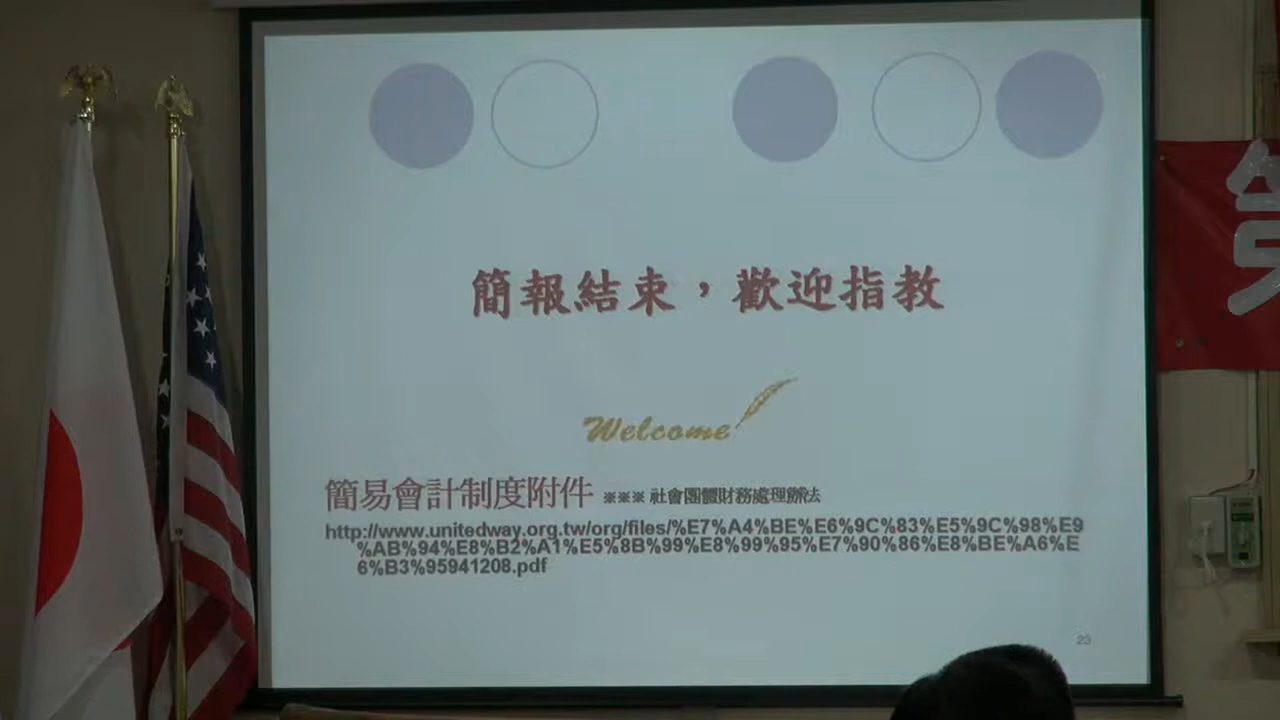 簡報結束，歡迎指教
Welcome
簡易會計制度附件 ※※※ 社會團體財務處理辦法
http://www.unitedway.org.tw/org/files/%E7%A4%BE%E6%9C%83%E5%9C%98%E9
%AB%94%E8%B2%A1%E5%8B%99%E8%99%95%E7%90%86%E8%BE%A6%E
6%B3%95941208.pdf
23